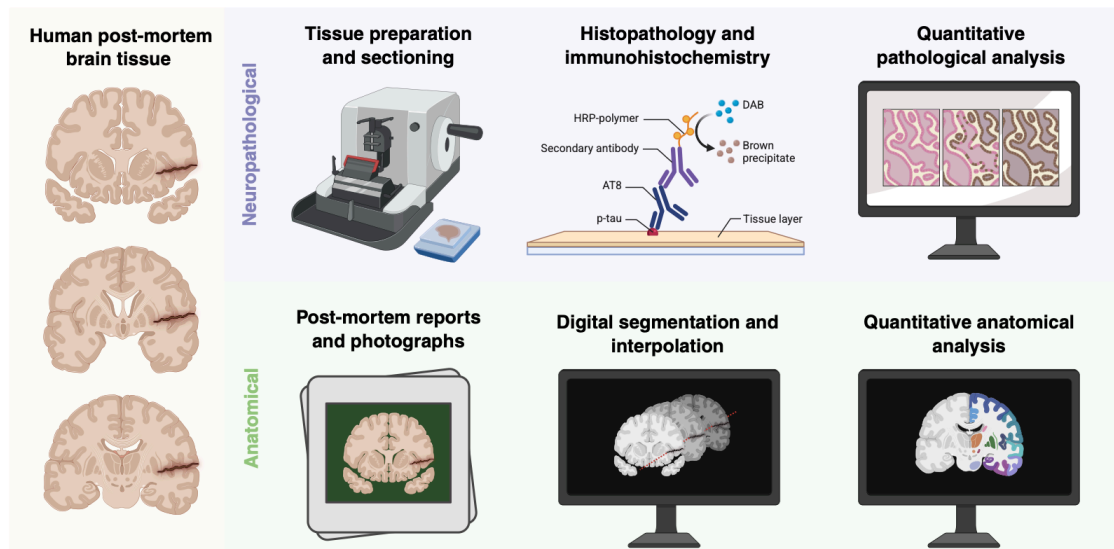 Human post-mortem
brain tissue
Neuropathological
Tissue preparation
and sectioning
Histopathology and
immunohistochemistry
DAB
HRP-polymer
Brown
precipitate
Secondary antibody
AT8
p-tau
Tissue layer
Quantitative
pathological analysis
Anatomical
Post-mortem reports
and photographs
Digital segmentation and
interpolation
Quantitative anatomical
analysis